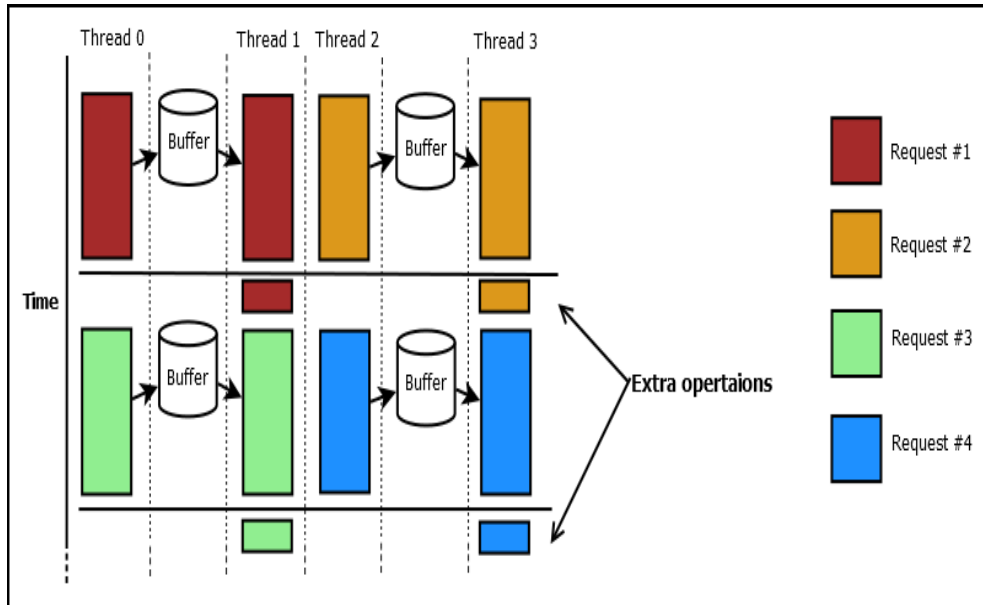 Thread 0
Thread 1
Thread 2
Thread 3
Buffer
Buffer
Request #1
Request #2
Time
Request #3
Buffer
Buffer
Extra opertaions
Request #4